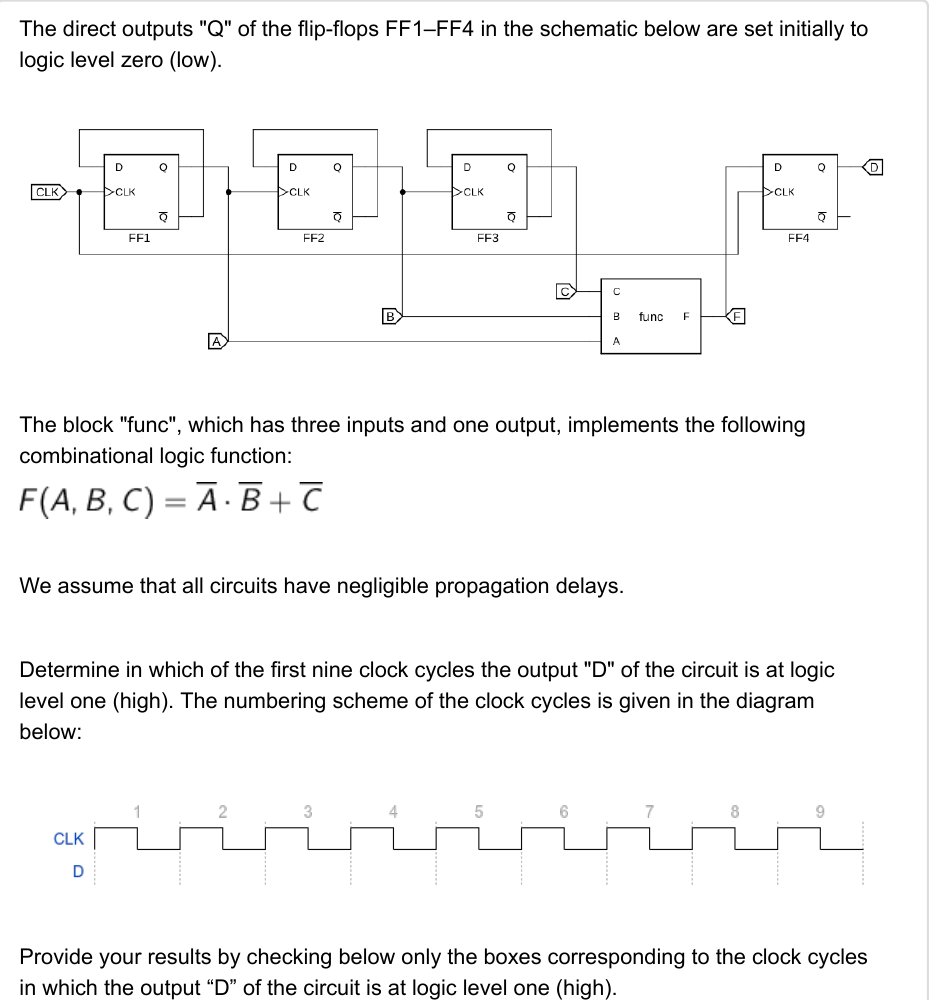 The direct outputs "Q" of the flip-flops FF1–FF4 in the schematic below are set initially to
logic level zero (low).
D Q D Q D Q D Q D
CLK CLK CLK CLK CLK
Q̅ Q̅ Q̅ Q̅
FF1 FF2 FF3 FF4
C C
B B func F F
A A
The block "func", which has three inputs and one output, implements the following
combinational logic function:
F(A, B, C) = A̅ · B̅ + C̅
We assume that all circuits have negligible propagation delays.
Determine in which of the first nine clock cycles the output "D" of the circuit is at logic
level one (high). The numbering scheme of the clock cycles is given in the diagram
below:
1 2 3 4 5 6 7 8 9
CLK
D
Provide your results by checking below only the boxes corresponding to the clock cycles
in which the output “D” of the circuit is at logic level one (high).